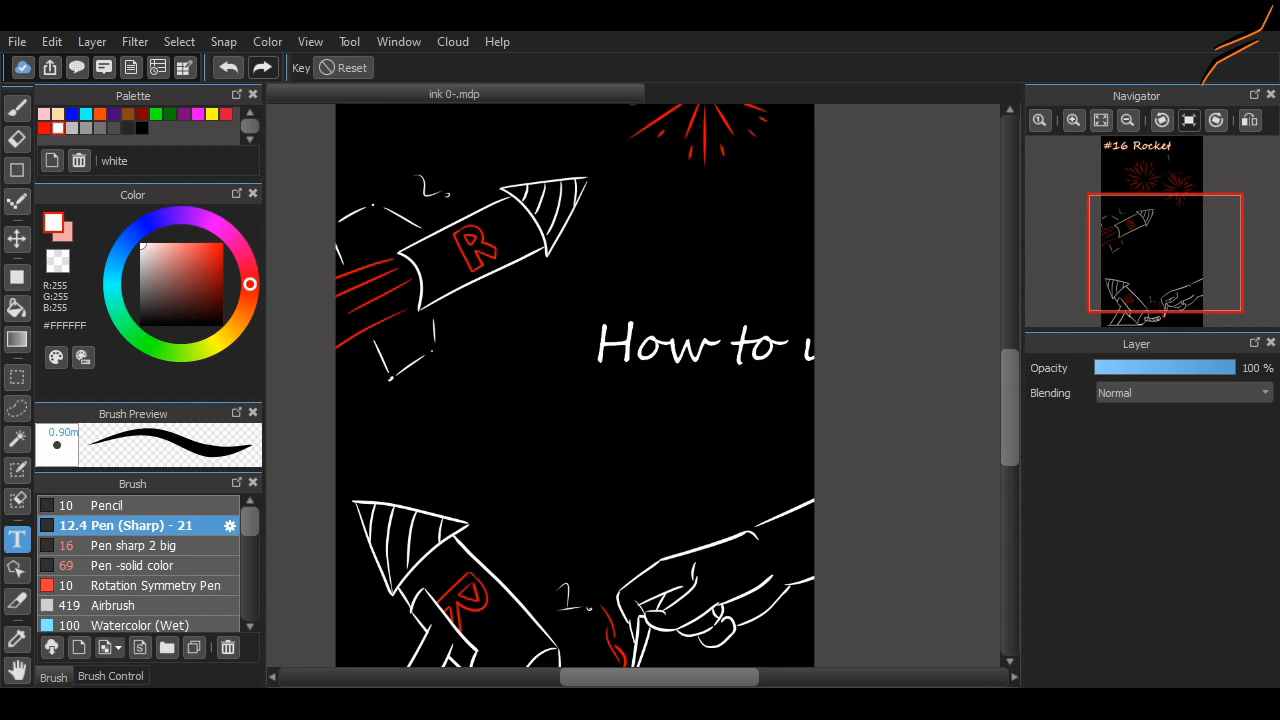 File Edit Layer Filter Select Snap Color View Tool Window Cloud Help
Key Reset
Palette
white
Color
R:255
G:255
B:255
#FFFFFF
Brush Preview
0.90m
Brush
10 Pencil
12.4 Pen (Sharp) - 21
16 Pen sharp 2 big
69 Pen -solid color
10 Rotation Symmetry Pen
419 Airbrush
100 Watercolor (Wet)
Brush Brush Control
ink 0-.mdp
2.
R
How to
R
1.
Navigator
#16 Rocket
Layer
Opacity 100 %
Blending Normal